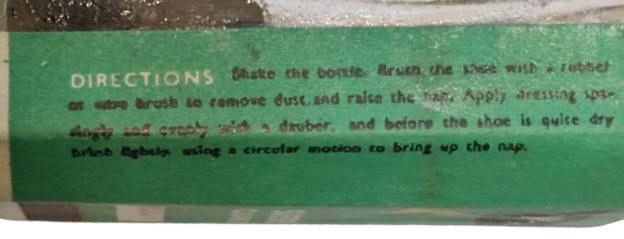 DIRECTIONS Shake the bottle. Brush the shoe with a rubber
or wire brush to remove dust and raise the nap. Apply dressing spa-
ringly and evenly with a dauber, and before the shoe is quite dry
brush lightly, using a circular motion to bring up the nap.